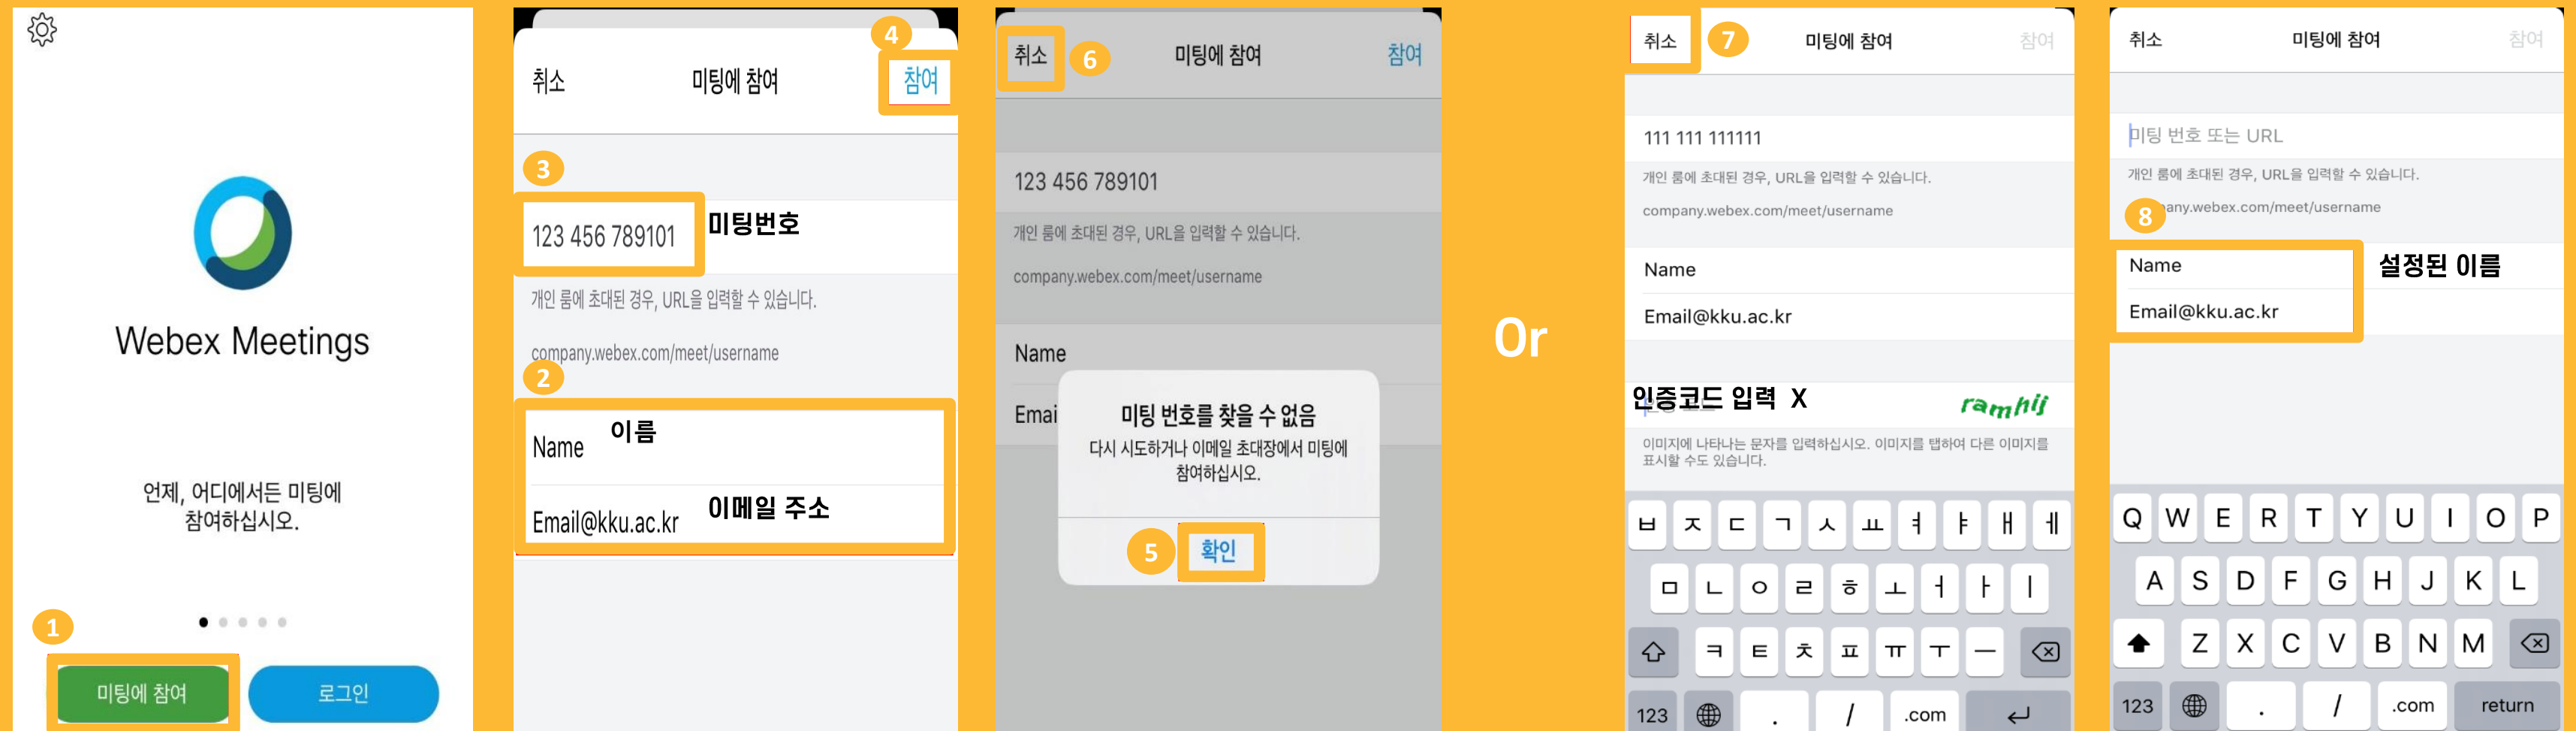 Webex Meetings
언제, 어디에서든 미팅에
참여하십시오.
1
미팅에 참여
로그인
4
취소
미팅에 참여
참여
3
123 456 789101
미팅번호
개인 룸에 초대된 경우, URL을 입력할 수 있습니다.
company.webex.com/meet/username
2
Name
이름
Email@kku.ac.kr
이메일 주소
취소
6
미팅에 참여
참여
123 456 789101
개인 룸에 초대된 경우, URL을 입력할 수 있습니다.
company.webex.com/meet/username
Name
Emai
미팅 번호를 찾을 수 없음
다시 시도하거나 이메일 초대장에서 미팅에
참여하십시오.
5
확인
Or
취소
7
미팅에 참여
참여
111 111 111111
개인 룸에 초대된 경우, URL을 입력할 수 있습니다.
company.webex.com/meet/username
Name
Email@kku.ac.kr
인증코드 입력 X
ramhij
이미지에 나타나는 문자를 입력하십시오. 이미지를 탭하여 다른 이미지를
표시할 수도 있습니다.
ㅂ ㅈ ㄷ ㄱ ㅅ ㅛ ㅕ ㅑ ㅐ ㅔ
ㅁ ㄴ ㅇ ㄹ ㅎ ㅗ ㅓ ㅏ ㅣ
ㅋ ㅌ ㅊ ㅍ ㅠ ㅜ ㅡ
123 . / .com
취소
미팅에 참여
참여
미팅 번호 또는 URL
개인 룸에 초대된 경우, URL을 입력할 수 있습니다.
8
any.webex.com/meet/username
Name
설정된 이름
Email@kku.ac.kr
Q W E R T Y U I O P
A S D F G H J K L
Z X C V B N M
123 . / .com return